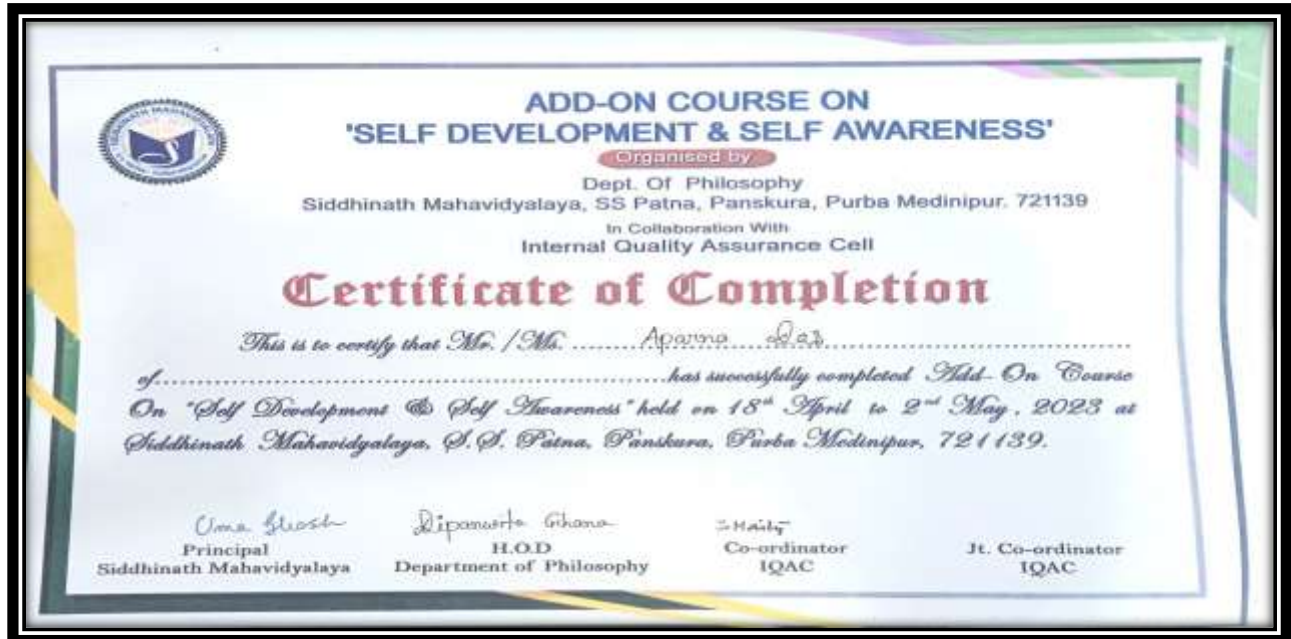 ADD-ON COURSE ON
'SELF DEVELOPMENT & SELF AWARENESS'
Organised by
Dept. Of Philosophy
Siddhinath Mahavidyalaya, SS Patna, Panskura, Purba Medinipur. 721139
In Collaboration With
Internal Quality Assurance Cell
Certificate of Completion
This is to certify that Mr. / Ms. ........ Aparna Das ........
of........ has successfully completed Add-On Course
On "Self Development & Self Awareness" held on 18th April to 2nd May, 2023 at
Siddhinath Mahavidyalaya, S.S. Patna, Panskura, Purba Medinipur, 721139.
Uma Ghosh
Principal
Siddhinath Mahavidyalaya
H.O.D
Department of Philosophy
Co-ordinator
IQAC
Jt. Co-ordinator
IQAC